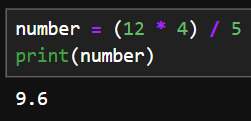 number = (12 * 4) / 5
print(number)
9.6